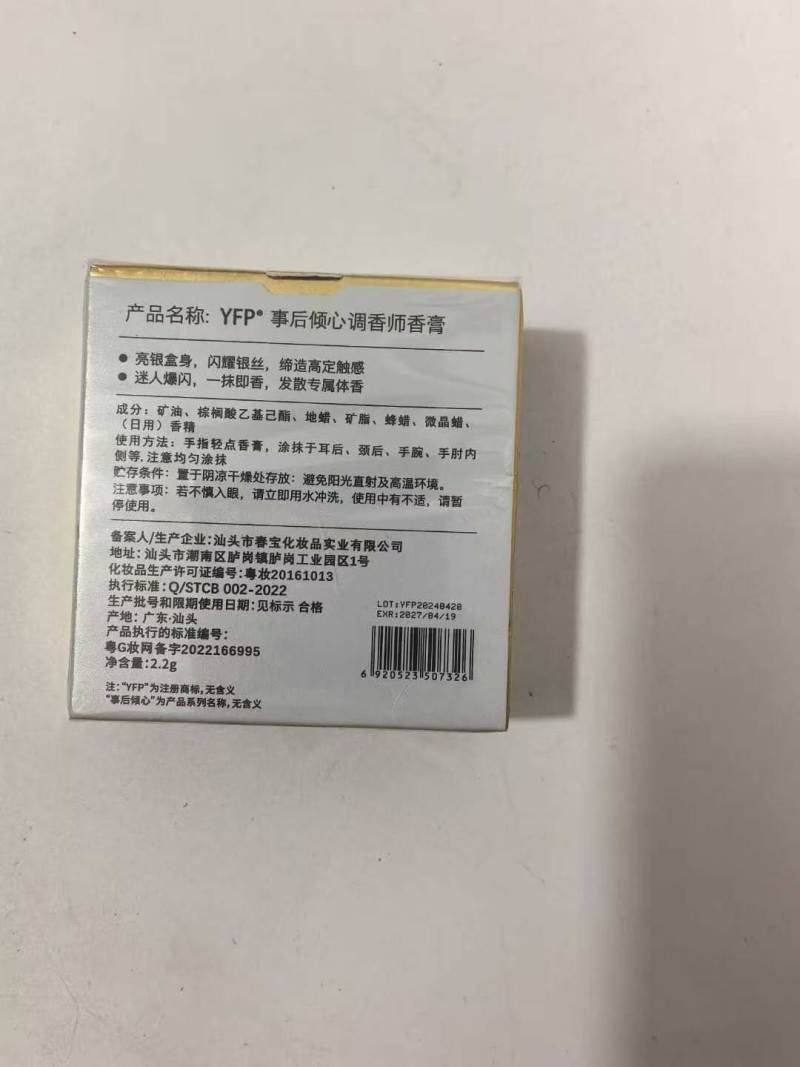 产品名称: YFP® 事后倾心调香师香膏
● 亮银盒身，闪耀银丝，缔造高定触感
● 迷人爆闪，一抹即香，发散专属体香
成分：矿油、棕榈酸乙基己酯、地蜡、矿脂、蜂蜡、微晶蜡、
（日用）香精
使用方法：手指轻点香膏，涂抹于耳后、颈后、手腕、手肘内
侧等.注意均匀涂抹
贮存条件：置于阴凉干燥处存放：避免阳光直射及高温环境。
注意事项：若不慎入眼，请立即用水冲洗，使用中有不适，请暂
停使用。
备案人/生产企业:汕头市春宝化妆品实业有限公司
地址: 汕头市潮南区胪岗镇胪岗工业园区1号
化妆品生产许可证编号:粤妆20161013
执行标准:Q/STCB 002-2022
生产批号和限期使用日期:见标示 合格
产地: 广东·汕头
产品执行的标准编号:
粤G妆网备字2022166995
净含量:2.2g
注: "YFP"为注册商标,无含义
"事后倾心"为产品系列名称,无含义
LOT:YFP20240420
EXR:2027/04/19
6 920523 507326